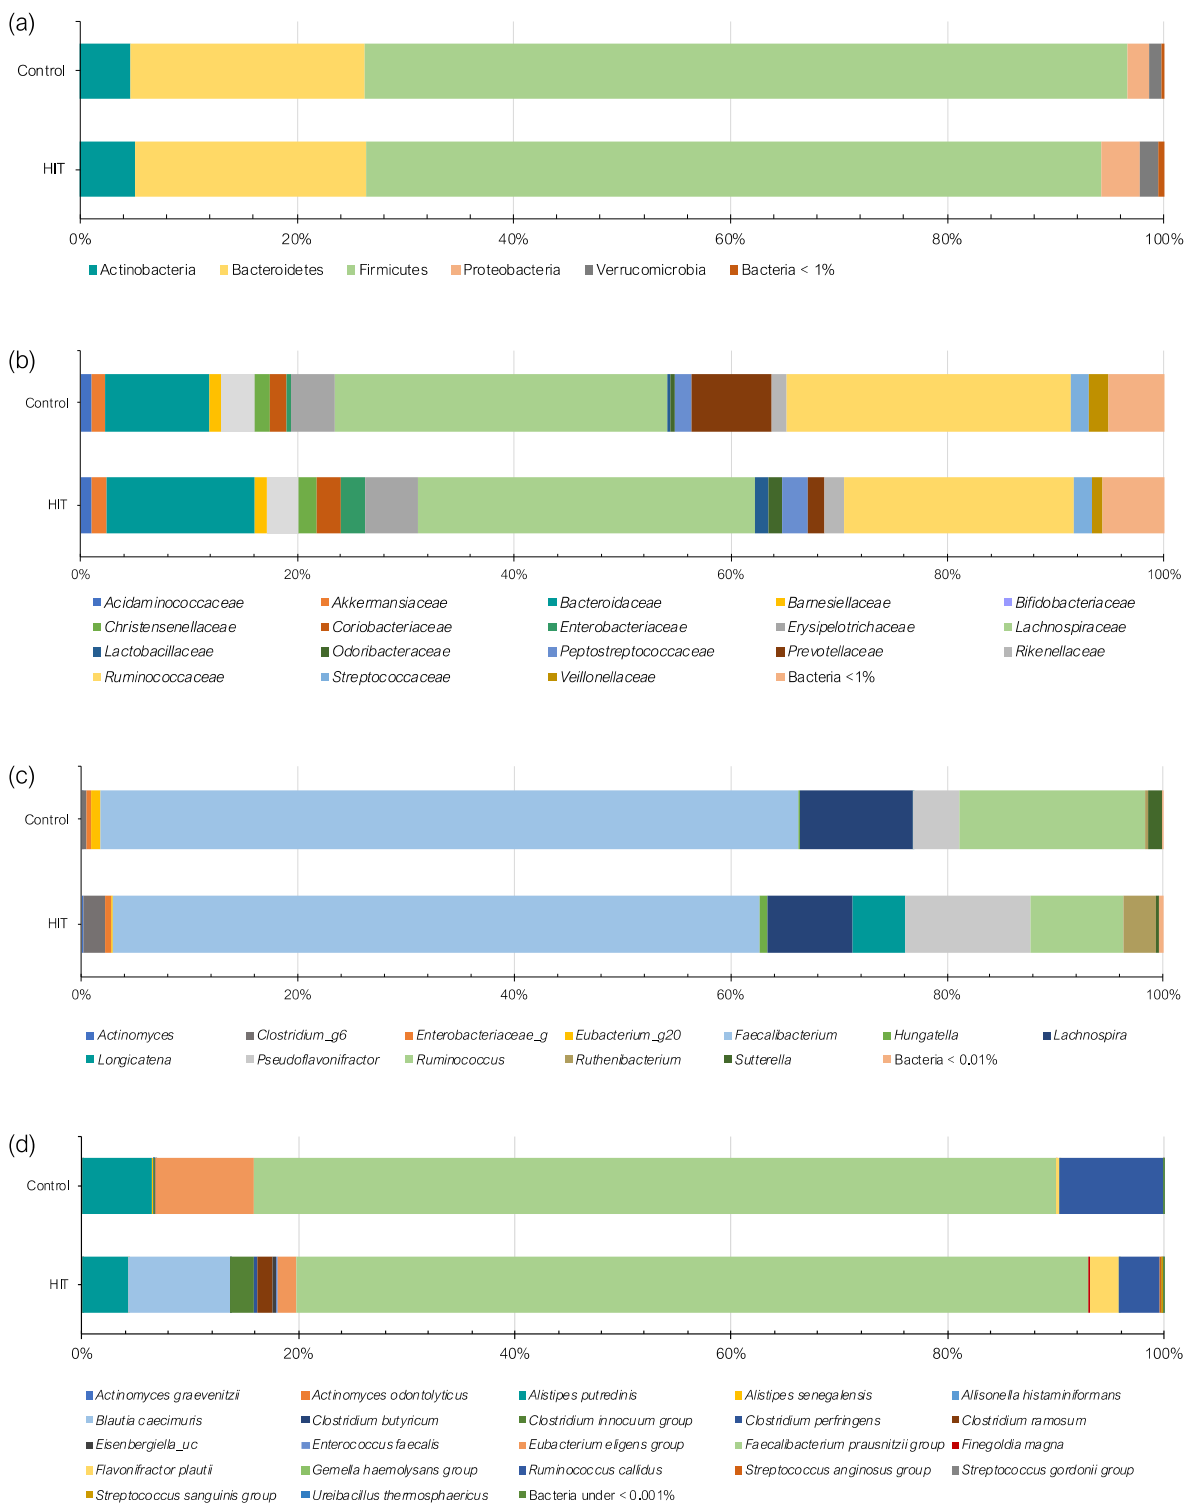 (a)
Control
HIT
0% 20% 40% 60% 80% 100%
Actinobacteria Bacteroidetes Firmicutes Proteobacteria Verrucomicrobia Bacteria < 1%
(b)
Control
HIT
0% 20% 40% 60% 80% 100%
Acidaminococcaceae Akkermansiaceae Bacteroidaceae Barnesiellaceae Bifidobacteriaceae
Christensenellaceae Coriobacteriaceae Enterobacteriaceae Erysipelotrichaceae Lachnospiraceae
Lactobacillaceae Odoribacteraceae Peptostreptococcaceae Prevotellaceae Rikenellaceae
Ruminococcaceae Streptococcaceae Veillonellaceae Bacteria <1%
(c)
Control
HIT
0% 20% 40% 60% 80% 100%
Actinomyces Clostridium_g6 Enterobacteriaceae_g Eubacterium_g20 Faecalibacterium Hungatella Lachnospira
Longicatena Pseudoflavonifractor Ruminococcus Ruthenibacterium Sutterella Bacteria < 0.01%
(d)
Control
HIT
0% 20% 40% 60% 80% 100%
Actinomyces graevenitzii Actinomyces odontolyticus Alistipes putredinis Alistipes senegalensis Allisonella histaminiformans
Blautia caecimuris Clostridium butyricum Clostridium innocuum group Clostridium perfringens Clostridium ramosum
Eisenbergiella_uc Enterococcus faecalis Eubacterium eligens group Faecalibacterium prausnitzii group Finegoldia magna
Flavonifractor plautii Gemella haemolysans group Ruminococcus callidus Streptococcus anginosus group Streptococcus gordonii group
Streptococcus sanguinis group Ureibacillus thermosphaericus Bacteria under < 0.001%